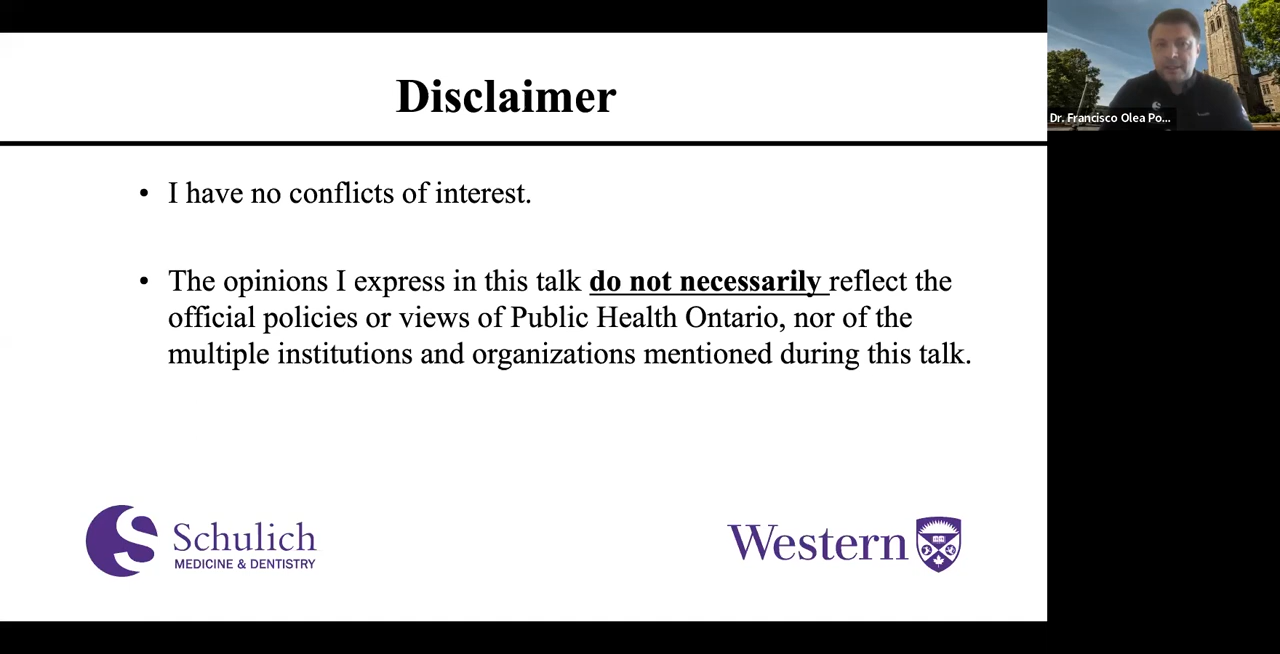 Disclaimer
Dr. Francisco Olea Po...
• I have no conflicts of interest.
• The opinions I express in this talk do not necessarily reflect the
official policies or views of Public Health Ontario, nor of the
multiple institutions and organizations mentioned during this talk.
Schulich
MEDICINE & DENTISTRY
Western